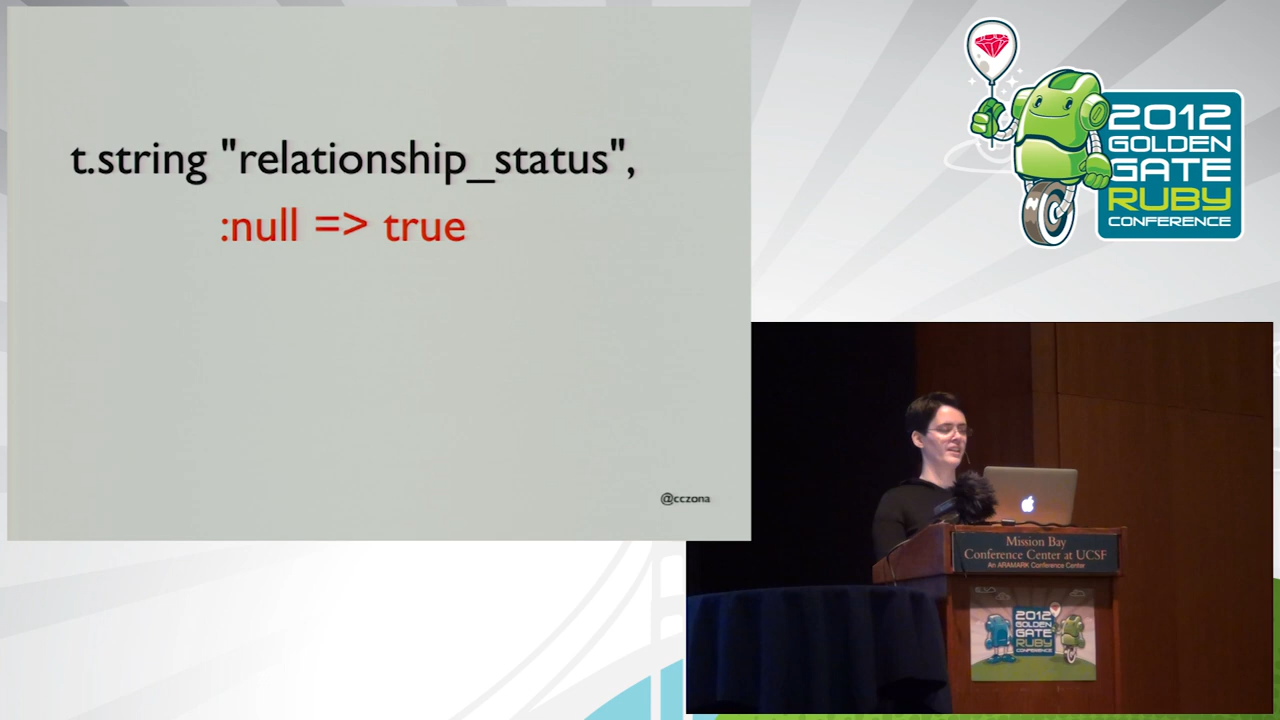 t.string "relationship_status",
:null => true
@cczona
2012
GOLDEN
GATE
RUBY
CONFERENCE
Mission Bay
Conference Center at UCSF
An ARAMARK Conference Center
2012
GOLDEN
GATE
RUBY
CONFERENCE